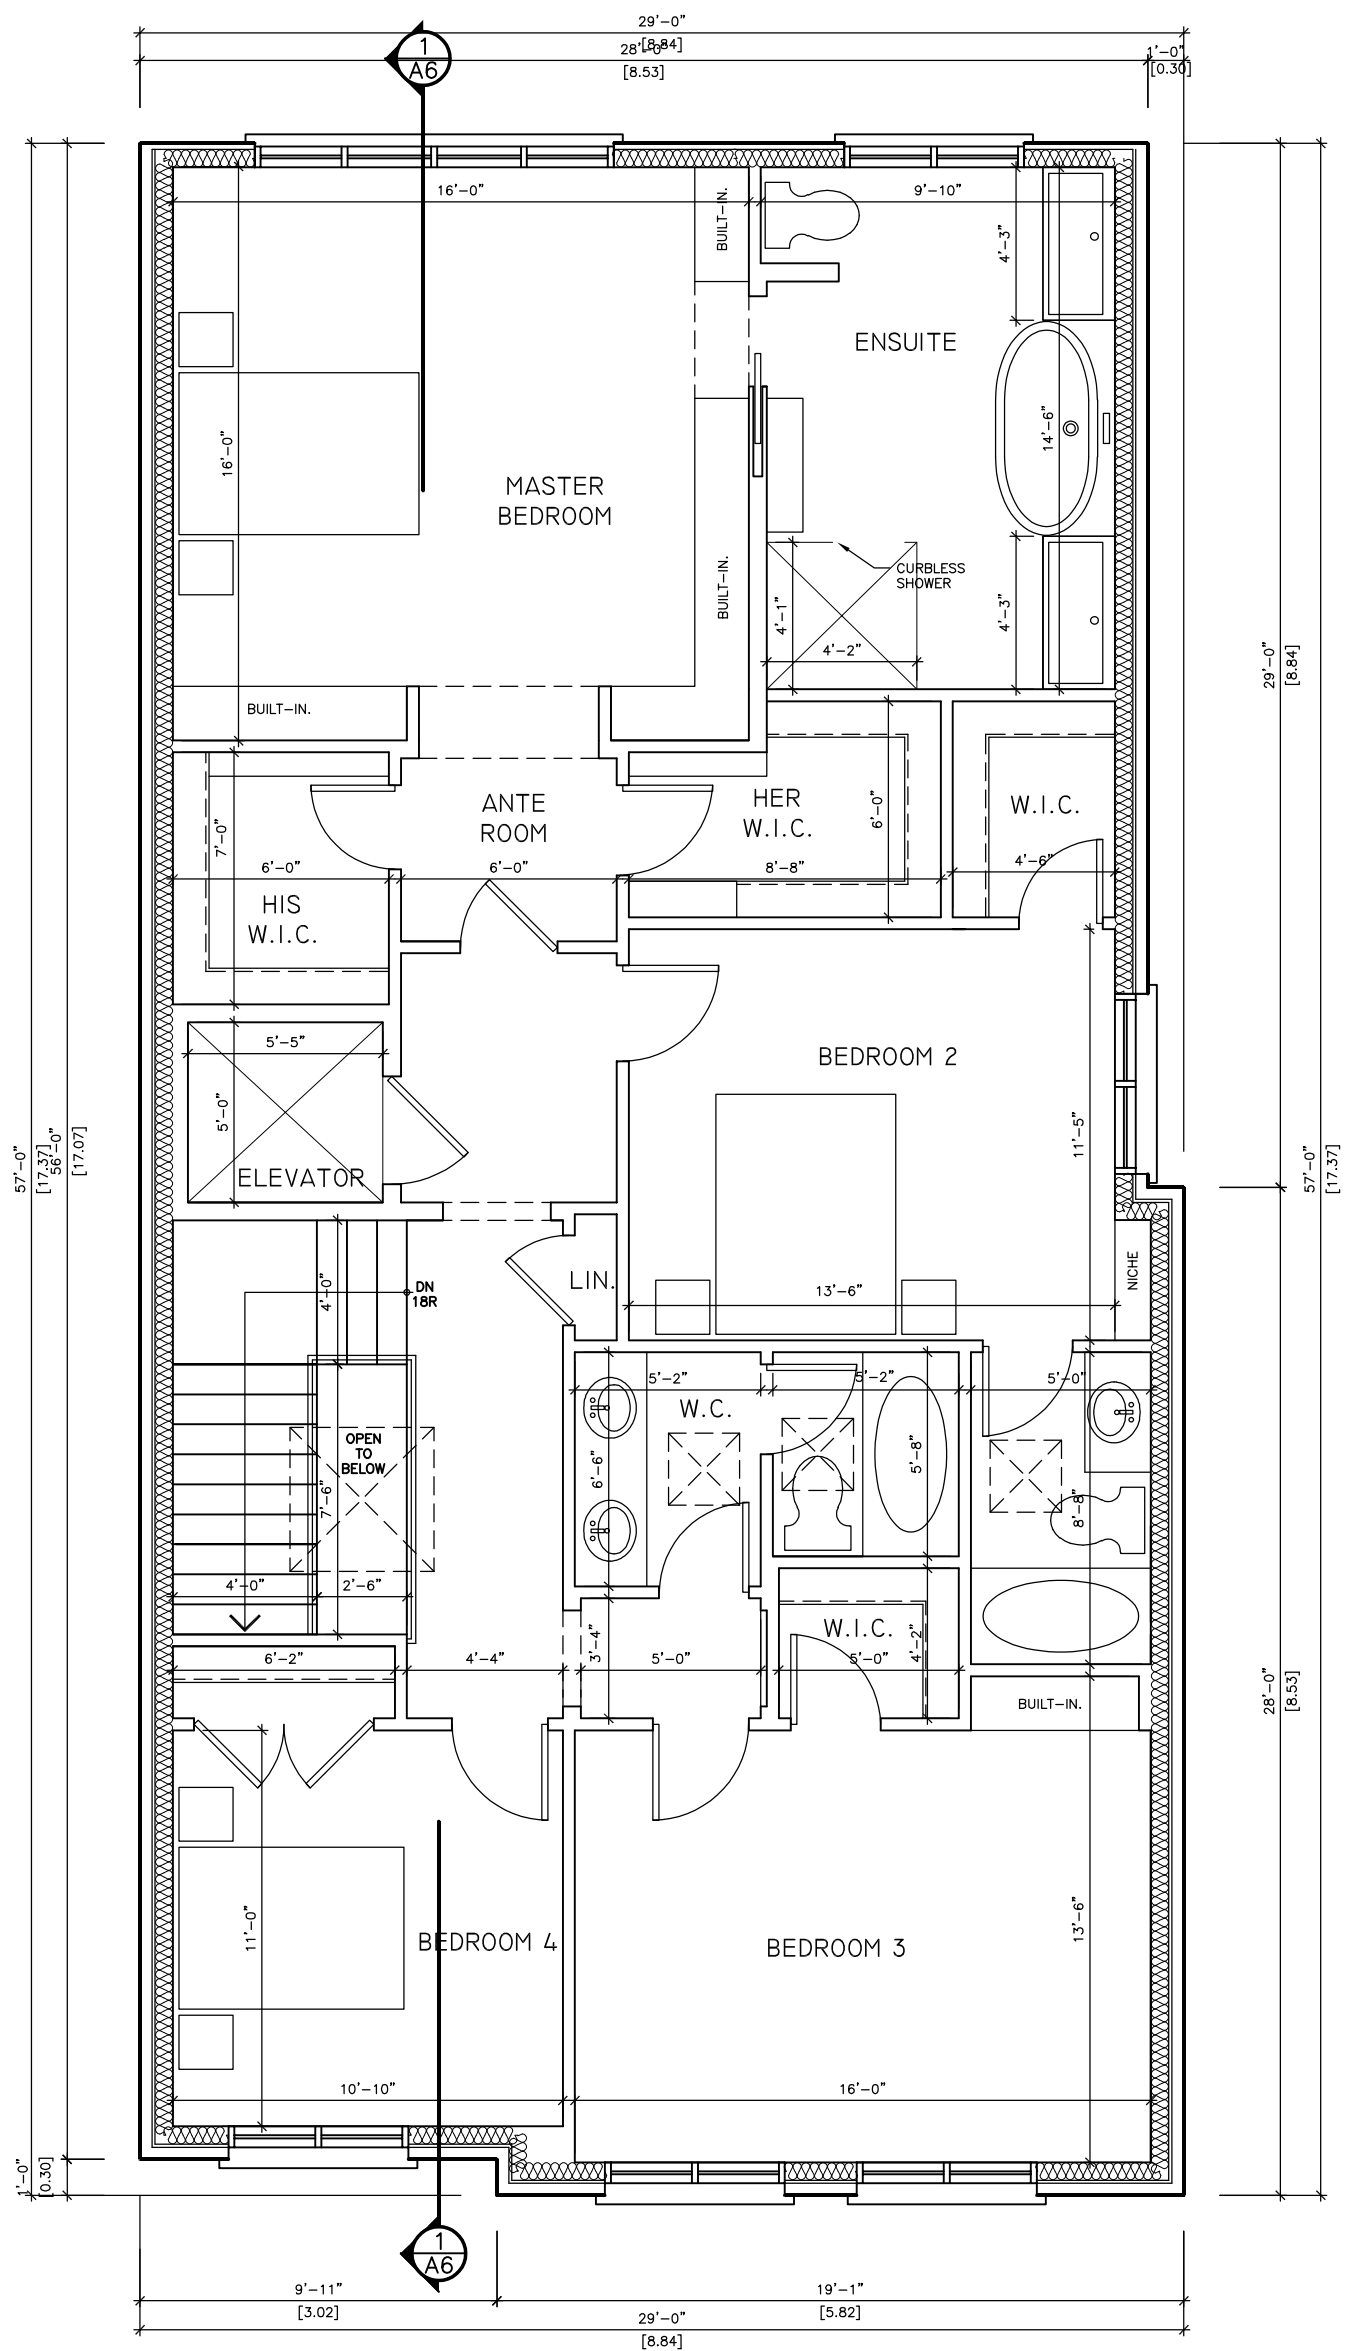 29'-0"
[8.84]
28'-0"
[8.53]
1'-0"
[0.30]
1
A6
16'-0"
BUILT-IN.
9'-10"
4'-3"
ENSUITE
16'-0"
14'-6"
MASTER
BEDROOM
BUILT-IN.
CURBLESS
SHOWER
4'-1"
4'-3"
4'-2"
BUILT-IN.
29'-0"
[8.84]
7'-0"
ANTE
ROOM
HER
W.I.C.
6'-0"
W.I.C.
6'-0"
6'-0"
8'-8"
4'-6"
HIS
W.I.C.
5'-5"
BEDROOM 2
5'-0"
11'-5"
57'-0"
[17.37]
56'-0"
[17.07]
57'-0"
[17.37]
ELEVATOR
4'-0"
DN
18R
LIN.
13'-6"
NICHE
5'-2"
5'-2"
5'-0"
W.C.
OPEN
TO
BELOW
7'-6"
6'-6"
5'-8"
8'-8"
4'-0"
2'-6"
W.I.C.
3'-4"
4'-2"
6'-2"
4'-4"
5'-0"
5'-0"
BUILT-IN.
28'-0"
[8.53]
11'-0"
BEDROOM 4
BEDROOM 3
13'-6"
10'-10"
16'-0"
1'-0"
[0.30]
1
A6
9'-11"
[3.02]
19'-1"
[5.82]
29'-0"
[8.84]